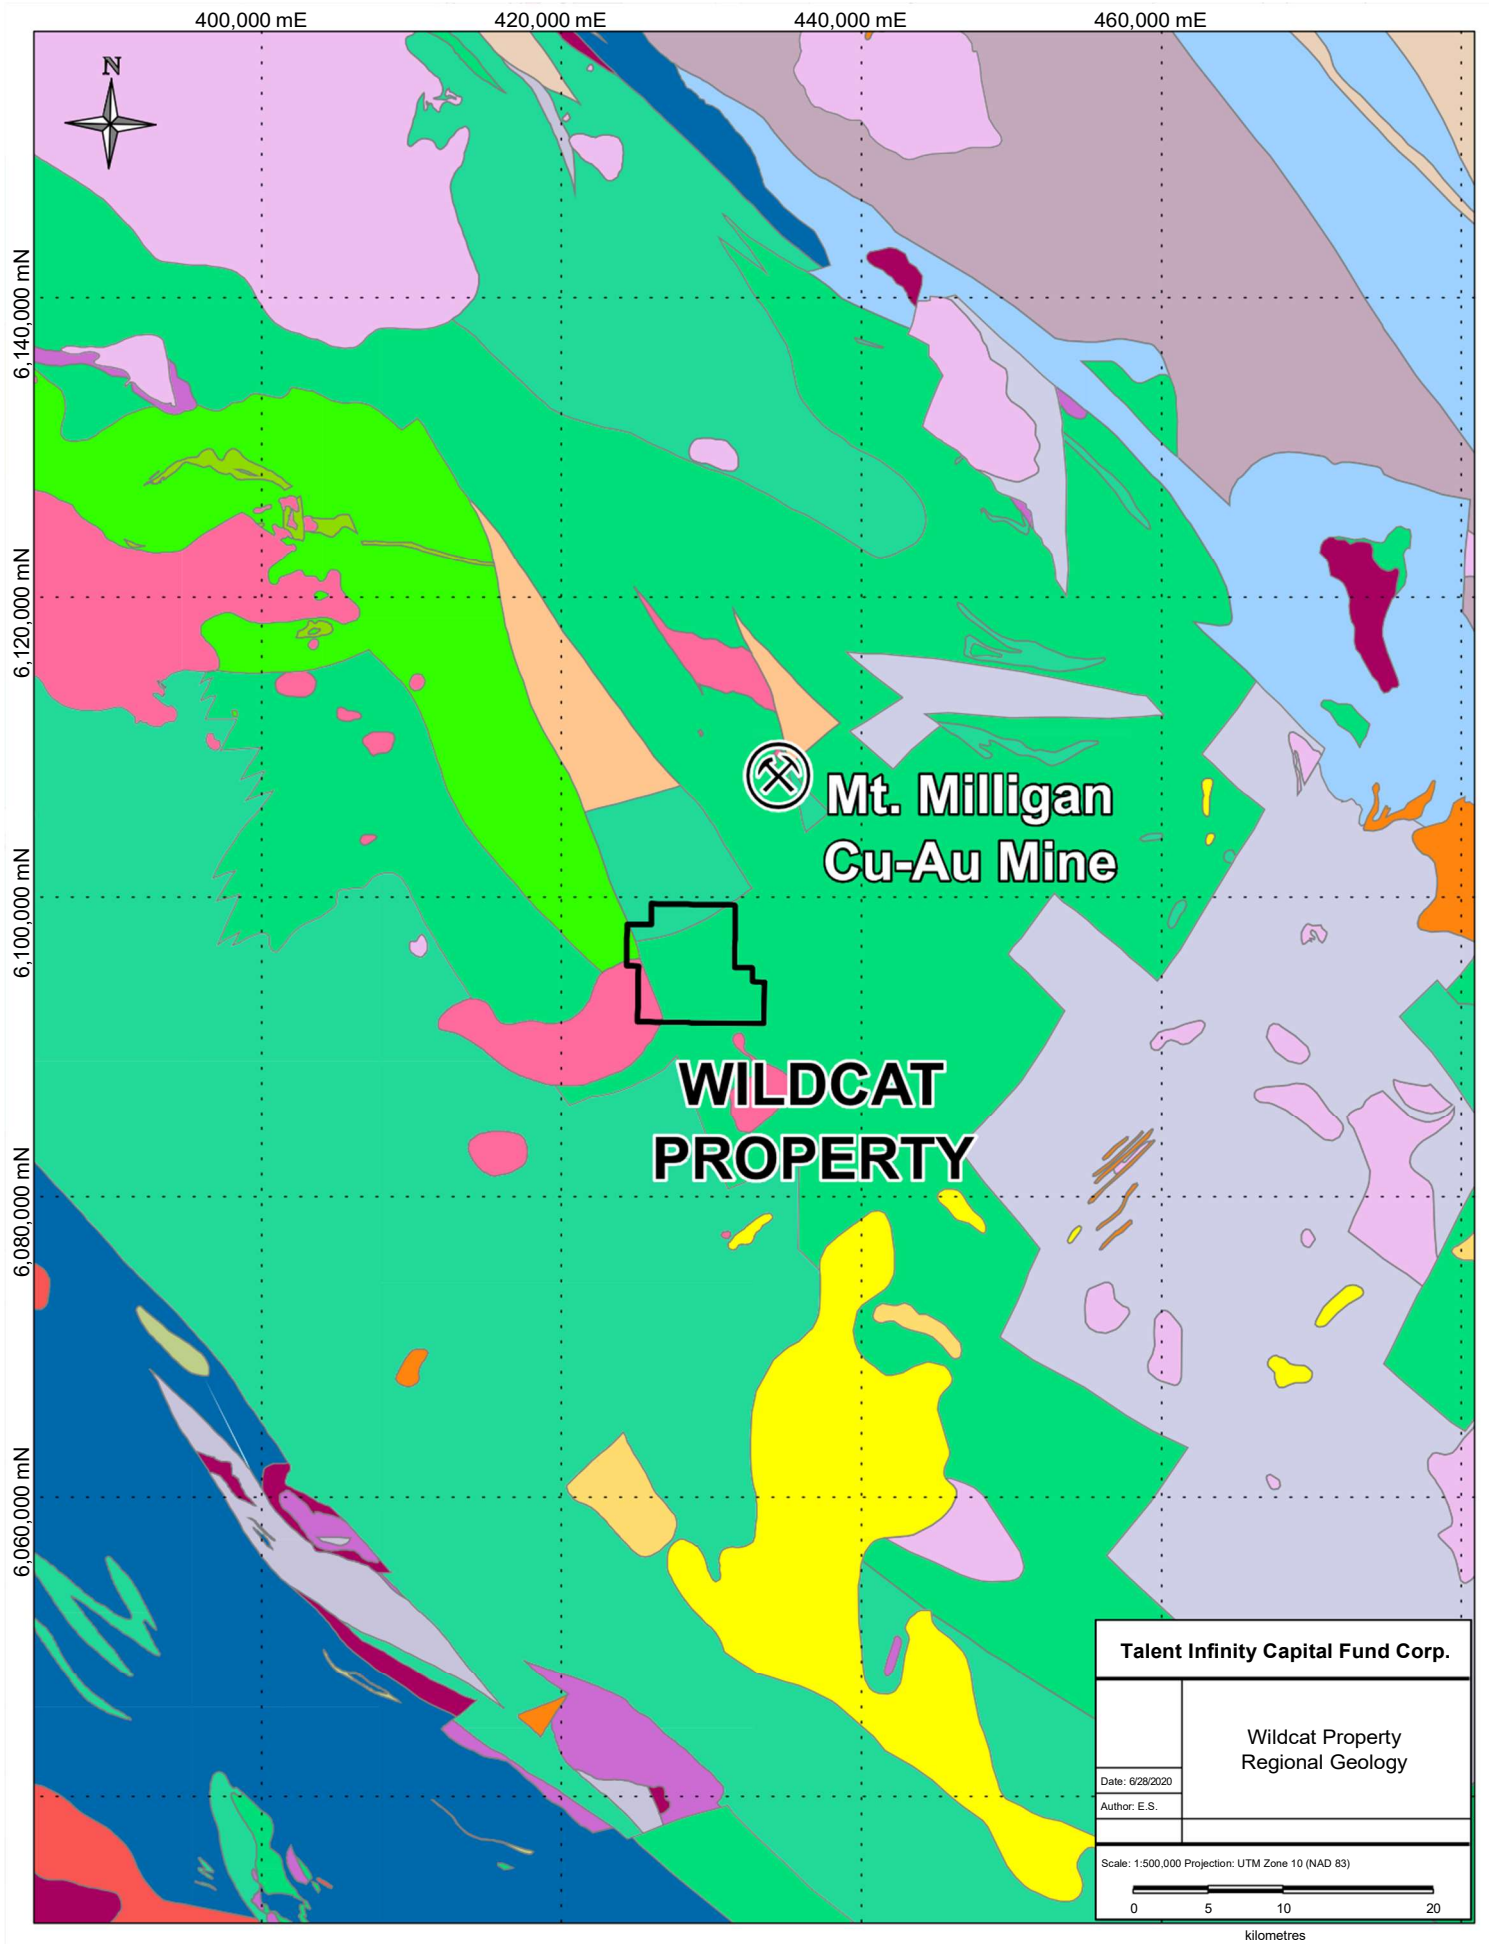 400,000 mE
420,000 mE
440,000 mE
460,000 mE
N
6,140,000 mN
6,120,000 mN
6,100,000 mN
6,080,000 mN
6,060,000 mN
Mt. Milligan
Cu-Au Mine
WILDCAT
PROPERTY
Talent Infinity Capital Fund Corp.
Wildcat Property
Regional Geology
Date: 6/28/2020
Author: E.S.
Scale: 1:500,000 Projection: UTM Zone 10 (NAD 83)
0 5 10 20
kilometres